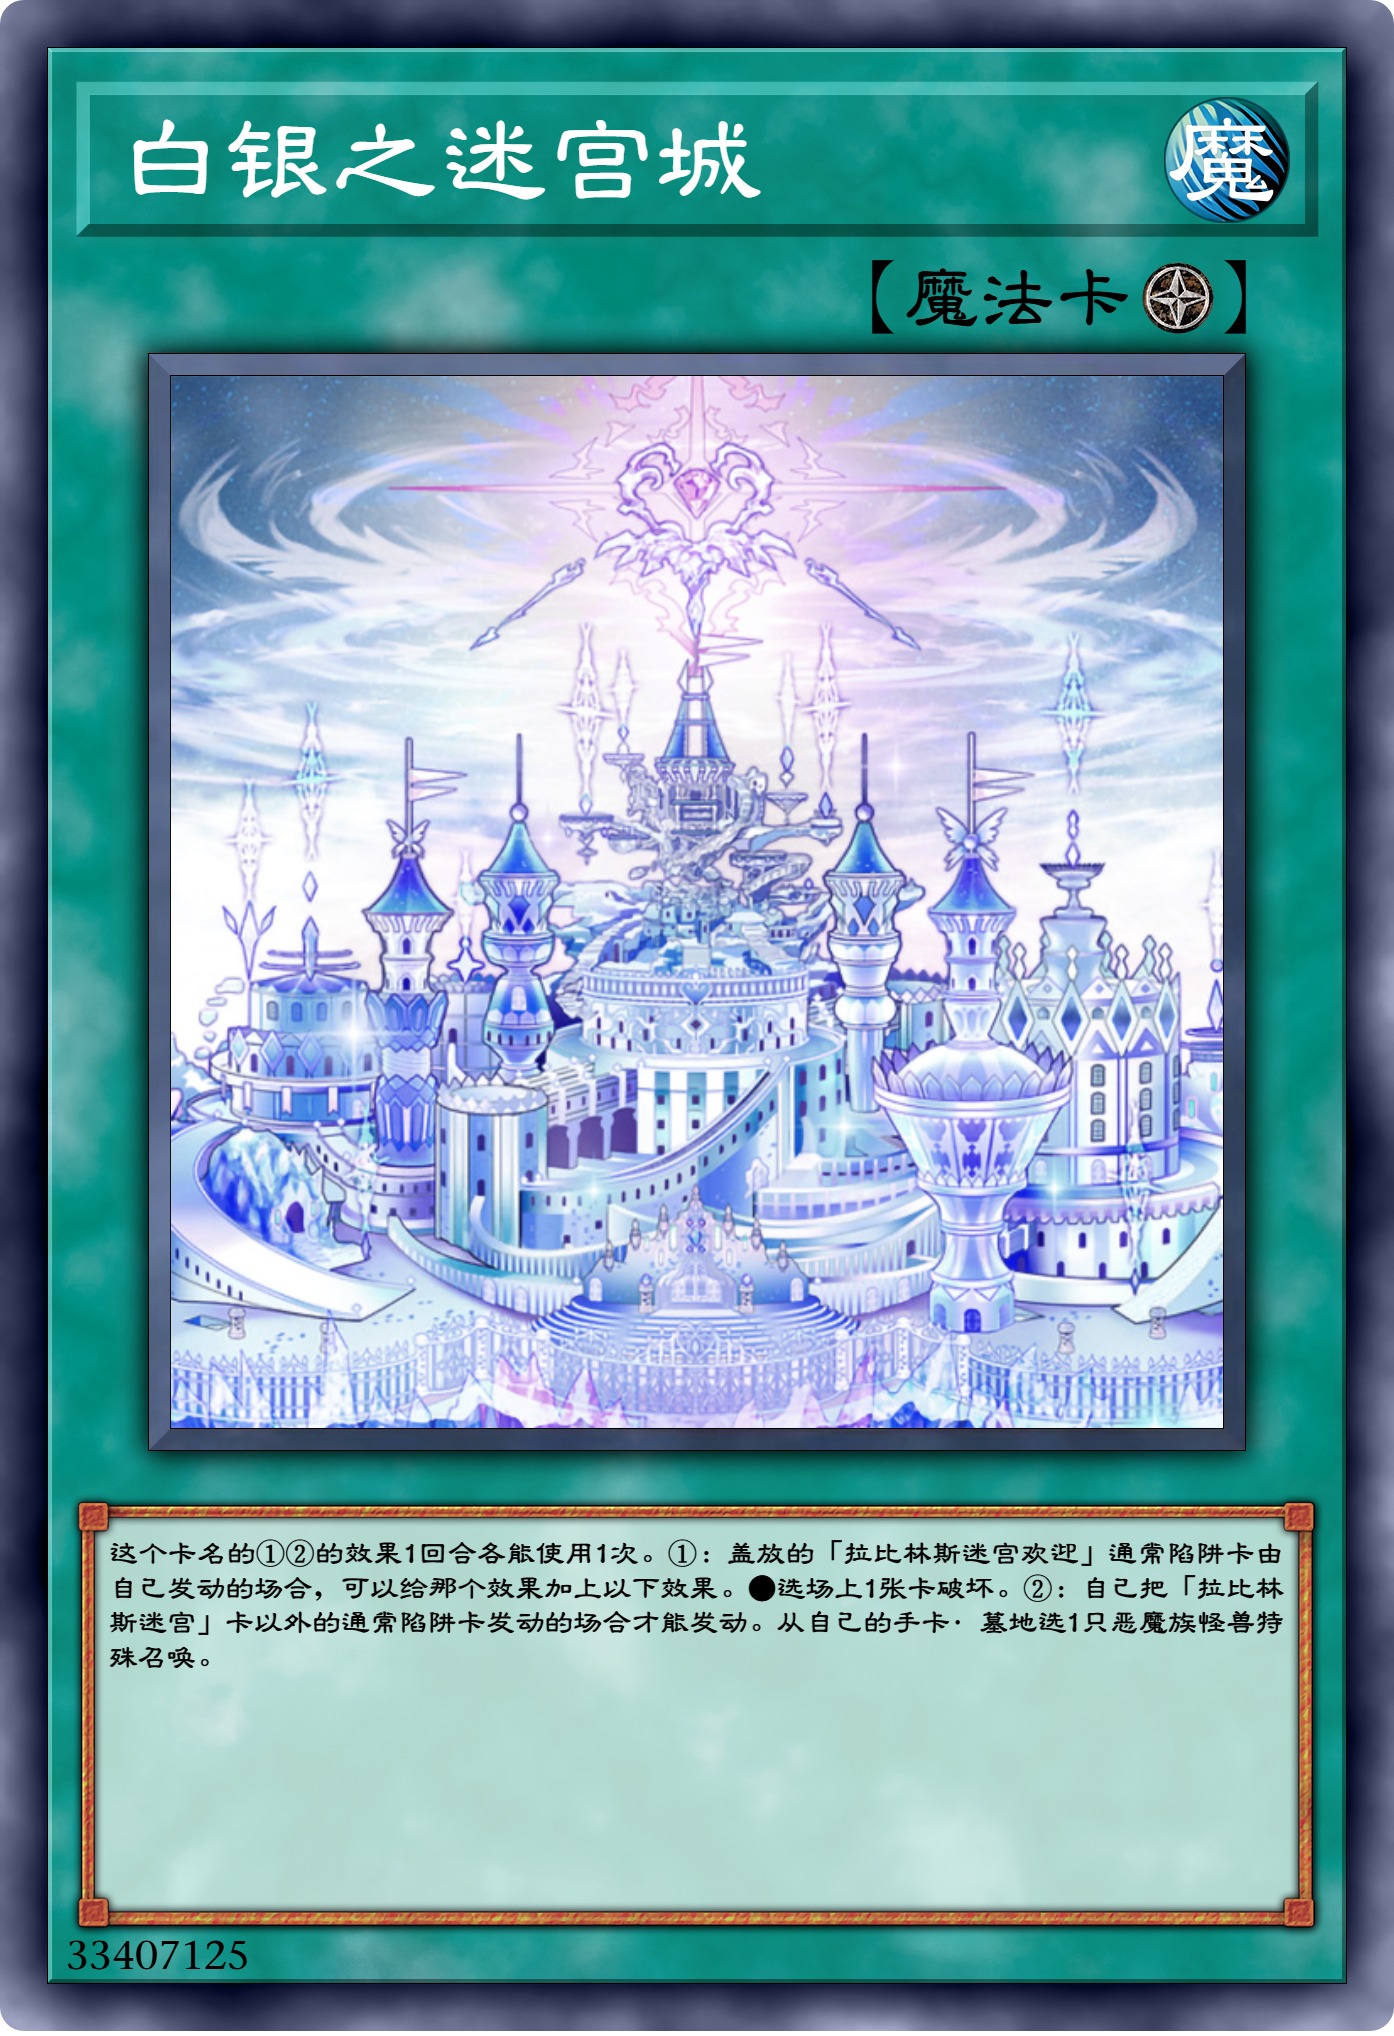 白银之迷宫城
魔
【魔法卡】
这个卡名的①②的效果1回合各能使用1次。①：盖放的「拉比林斯迷宫欢迎」通常陷阱卡由
自己发动的场合，可以给那个效果加上以下效果。●选场上1张卡破坏。②：自己把「拉比林
斯迷宫」卡以外的通常陷阱卡发动的场合才能发动。从自己的手卡·墓地选1只恶魔族怪兽特
殊召唤。
33407125